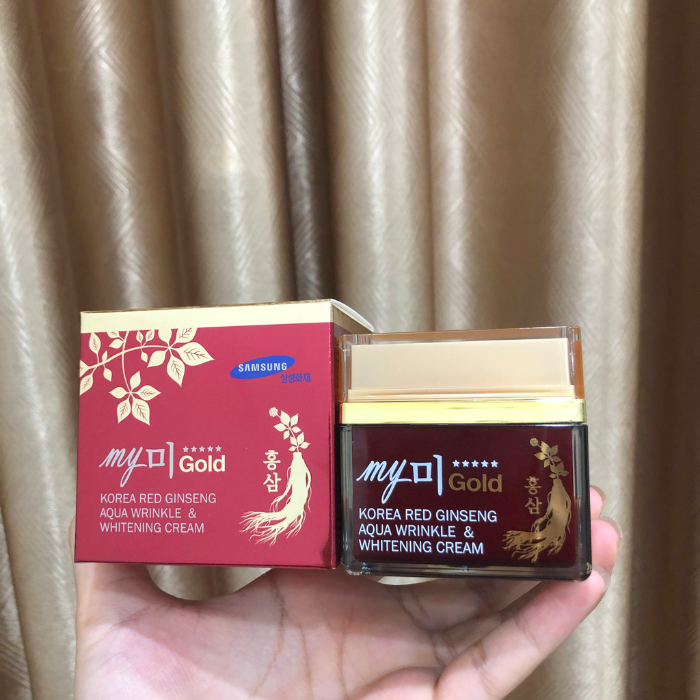 SAMSUNG
삼성화재
my미 ★★★★★ Gold
홍삼
KOREA RED GINSENG
AQUA WRINKLE &
WHITENING CREAM
my미 ★★★★★ Gold
홍삼
KOREA RED GINSENG
AQUA WRINKLE &
WHITENING CREAM